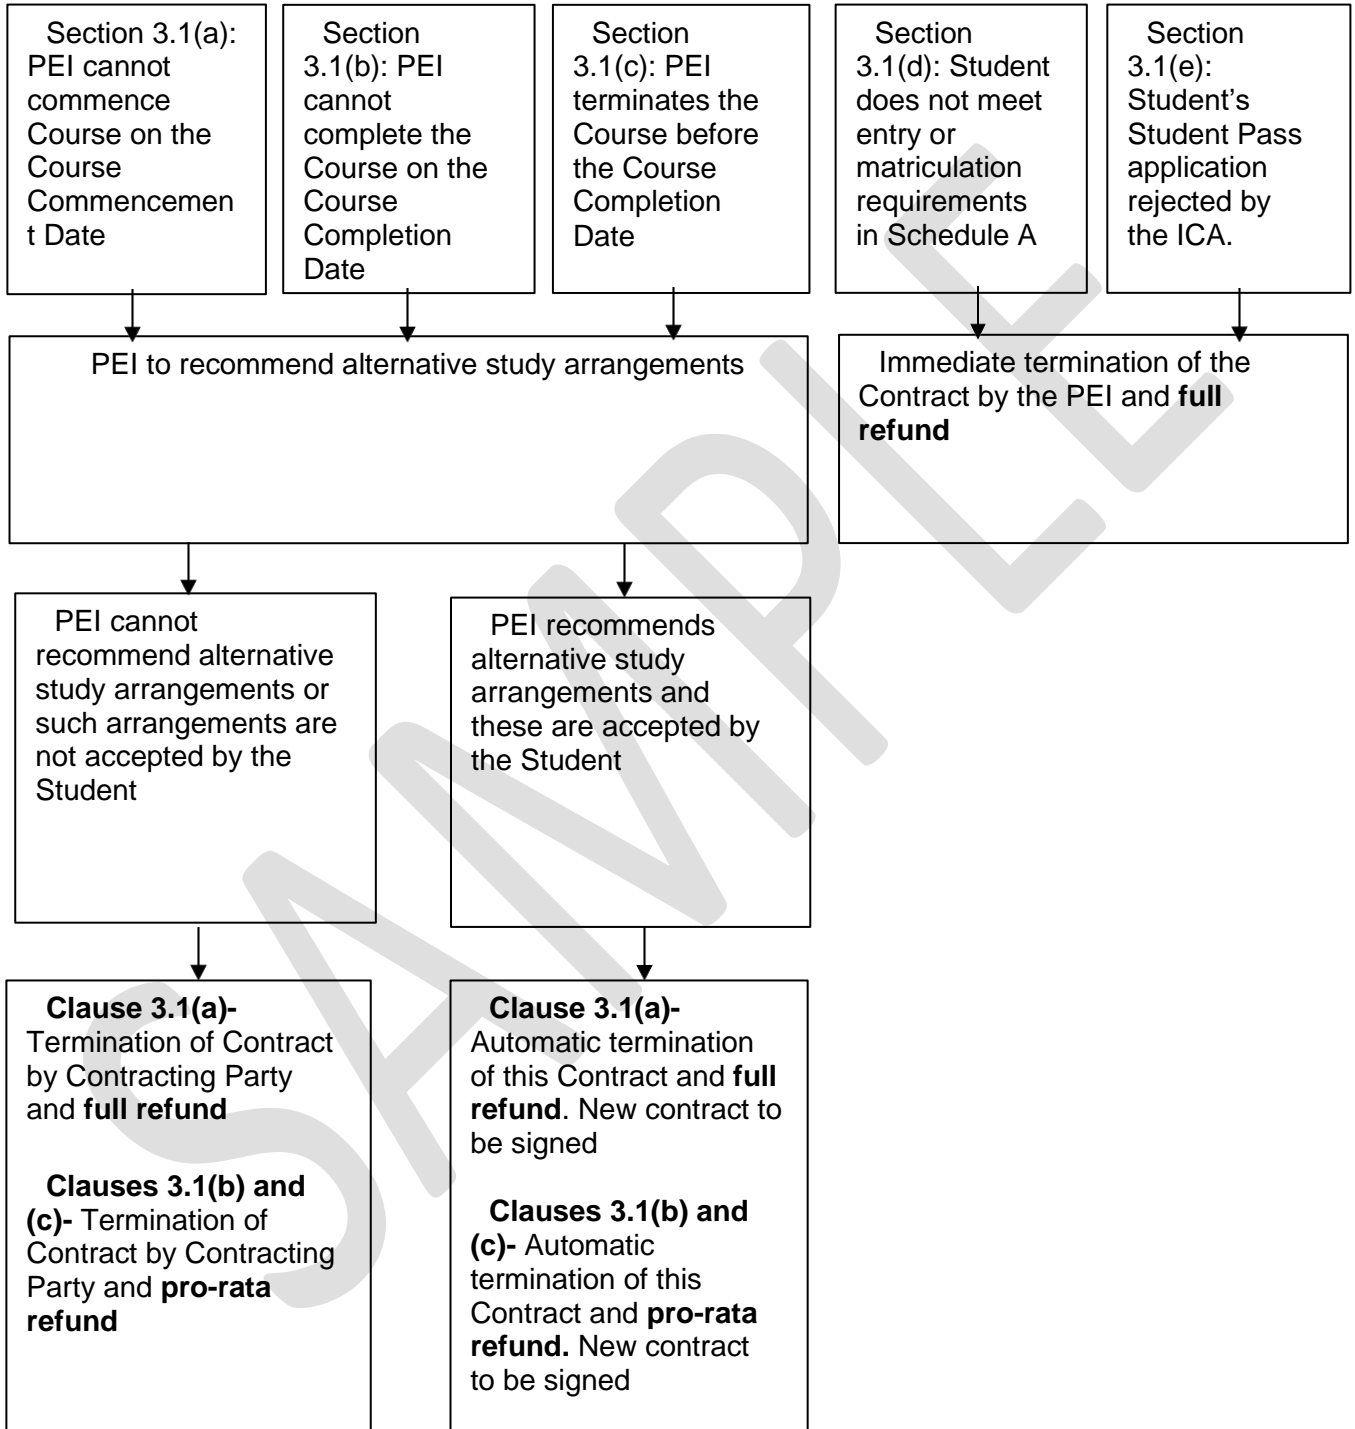 Section 3.1(a):
PEI cannot
commence
Course on the
Course
Commencemen
t Date
Section
3.1(b): PEI
cannot
complete the
Course on the
Course
Completion
Date
Section
3.1(c): PEI
terminates the
Course before
the Course
Completion
Date
Section
3.1(d): Student
does not meet
entry or
matriculation
requirements
in Schedule A
Section
3.1(e):
Student's
Student Pass
application
rejected by
the ICA.
PEI to recommend alternative study arrangements
Immediate termination of the
Contract by the PEI and full
refund
PEI cannot
recommend alternative
study arrangements or
such arrangements are
not accepted by the
Student
PEI recommends
alternative study
arrangements and
these are accepted by
the Student
Clause 3.1(a)-
Termination of Contract
by Contracting Party
and full refund
Clauses 3.1(b) and
(c)- Termination of
Contract by Contracting
Party and pro-rata
refund
Clause 3.1(a)-
Automatic termination
of this Contract and full
refund. New contract to
be signed
Clauses 3.1(b) and
(c)- Automatic
termination of this
Contract and pro-rata
refund. New contract
to be signed
SAMPLE